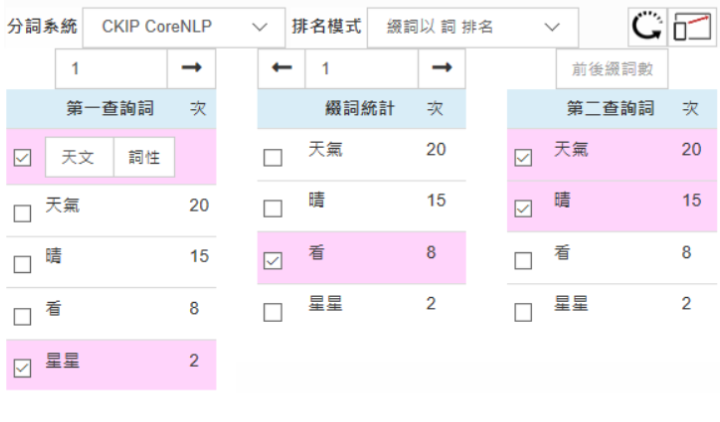 分詞系統 CKIP CoreNLP 排名模式 綴詞以 詞 排名
1 → ← 1 → 前後綴詞數
第一查詢詞 次 綴詞統計 次 第二查詢詞 次
天文 詞性 天氣 20 天氣 20
天氣 20 晴 15 晴 15
晴 15 看 8 看 8
看 8 星星 2 星星 2
星星 2